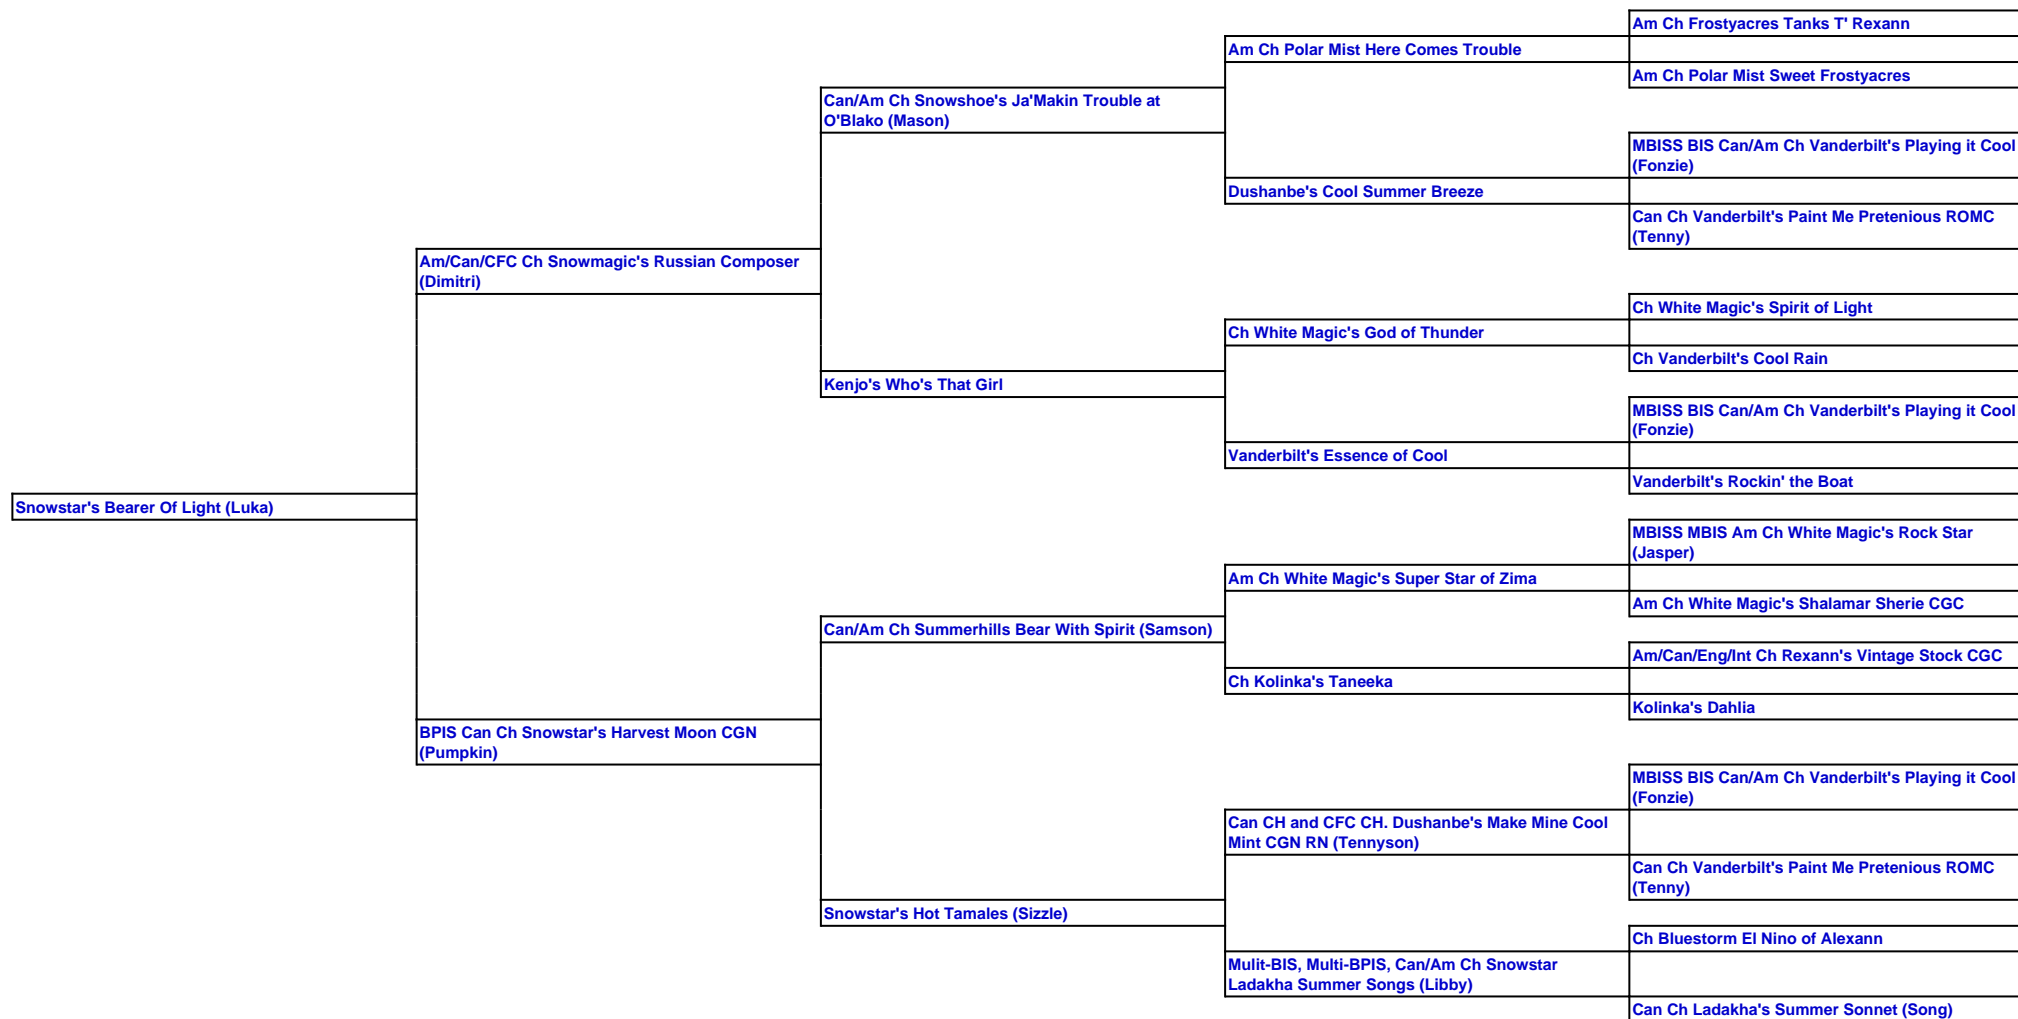 Am Ch Frostyacres Tanks T' Rexann
Am Ch Polar Mist Here Comes Trouble
Am Ch Polar Mist Sweet Frostyacres
Can/Am Ch Snowshoe's Ja'Makin Trouble at
O'Blako (Mason)
MBISS BIS Can/Am Ch Vanderbilt's Playing it Cool
(Fonzie)
Dushanbe's Cool Summer Breeze
Can Ch Vanderbilt's Paint Me Pretenious ROMC
(Tenny)
Am/Can/CFC Ch Snowmagic's Russian Composer
(Dimitri)
Ch White Magic's Spirit of Light
Ch White Magic's God of Thunder
Ch Vanderbilt's Cool Rain
Kenjo's Who's That Girl
MBISS BIS Can/Am Ch Vanderbilt's Playing it Cool
(Fonzie)
Vanderbilt's Essence of Cool
Vanderbilt's Rockin' the Boat
Snowstar's Bearer Of Light (Luka)
MBISS MBIS Am Ch White Magic's Rock Star
(Jasper)
Am Ch White Magic's Super Star of Zima
Am Ch White Magic's Shalamar Sherie CGC
Can/Am Ch Summerhills Bear With Spirit (Samson)
Am/Can/Eng/Int Ch Rexann's Vintage Stock CGC
Ch Kolinka's Taneeka
Kolinka's Dahlia
BPIS Can Ch Snowstar's Harvest Moon CGN
(Pumpkin)
MBISS BIS Can/Am Ch Vanderbilt's Playing it Cool
(Fonzie)
Can CH and CFC CH. Dushanbe's Make Mine Cool
Mint CGN RN (Tennyson)
Can Ch Vanderbilt's Paint Me Pretenious ROMC
(Tenny)
Snowstar's Hot Tamales (Sizzle)
Ch Bluestorm El Nino of Alexann
Mulit-BIS, Multi-BPIS, Can/Am Ch Snowstar
Ladakha Summer Songs (Libby)
Can Ch Ladakha's Summer Sonnet (Song)